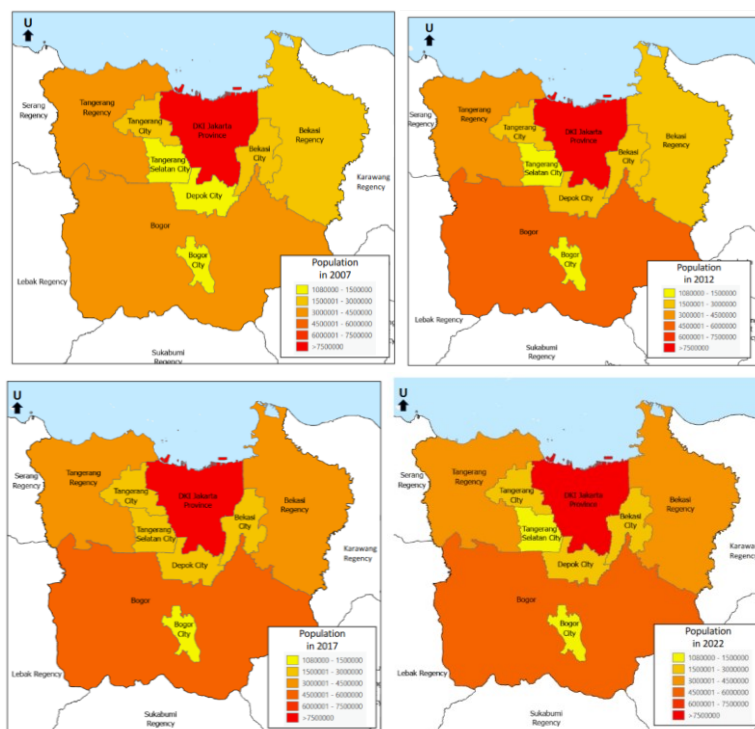 U
Serang
Regency
Tangerang
Regency
Tangerang
City
DKI Jakarta
Province
Bekasi
Regency
Bekasi
City
Tangerang
Selatan City
Karawang
Regency
Depok City
Bogor
Bogor
City
Lebak Regency
Sukabumi
Regency
Population
in 2007
1080000 - 1500000
1500001 - 3000000
3000001 - 4500000
4500001 - 6000000
6000001 - 7500000
>7500000
U
Serang
Regency
Tangerang
Regency
Tangerang
City
DKI Jakarta
Province
Bekasi
Regency
Bekasi
City
Tangerang
Selatan City
Depok City
Bogor
Bogor
City
Lebak Regency
Sukabumi
Regency
Population
in 2012
1080000 - 1500000
1500001 - 3000000
3000001 - 4500000
4500001 - 6000000
6000001 - 7500000
>7500000
U
Serang
Regency
Tangerang
Regency
Tangerang
City
DKI Jakarta
Province
Bekasi
Regency
Bekasi
City
Tangerang
Selatan City
Karawang
Regency
Depok City
Bogor
Bogor
City
Lebak Regency
Sukabumi
Regency
Population
in 2017
1080000 - 1500000
1500001 - 3000000
3000001 - 4500000
4500001 - 6000000
6000001 - 7500000
>7500000
U
Serang
Regency
Tangerang
Regency
Tangerang
City
DKI Jakarta
Province
Bekasi
Regency
Bekasi
City
Tangerang
Selatan City
Karawang
Regency
Depok City
Bogor
Bogor
City
Lebak Regency
Sukabumi
Regency
Population
in 2022
1080000 - 1500000
1500001 - 3000000
3000001 - 4500000
4500001 - 6000000
6000001 - 7500000
>7500000